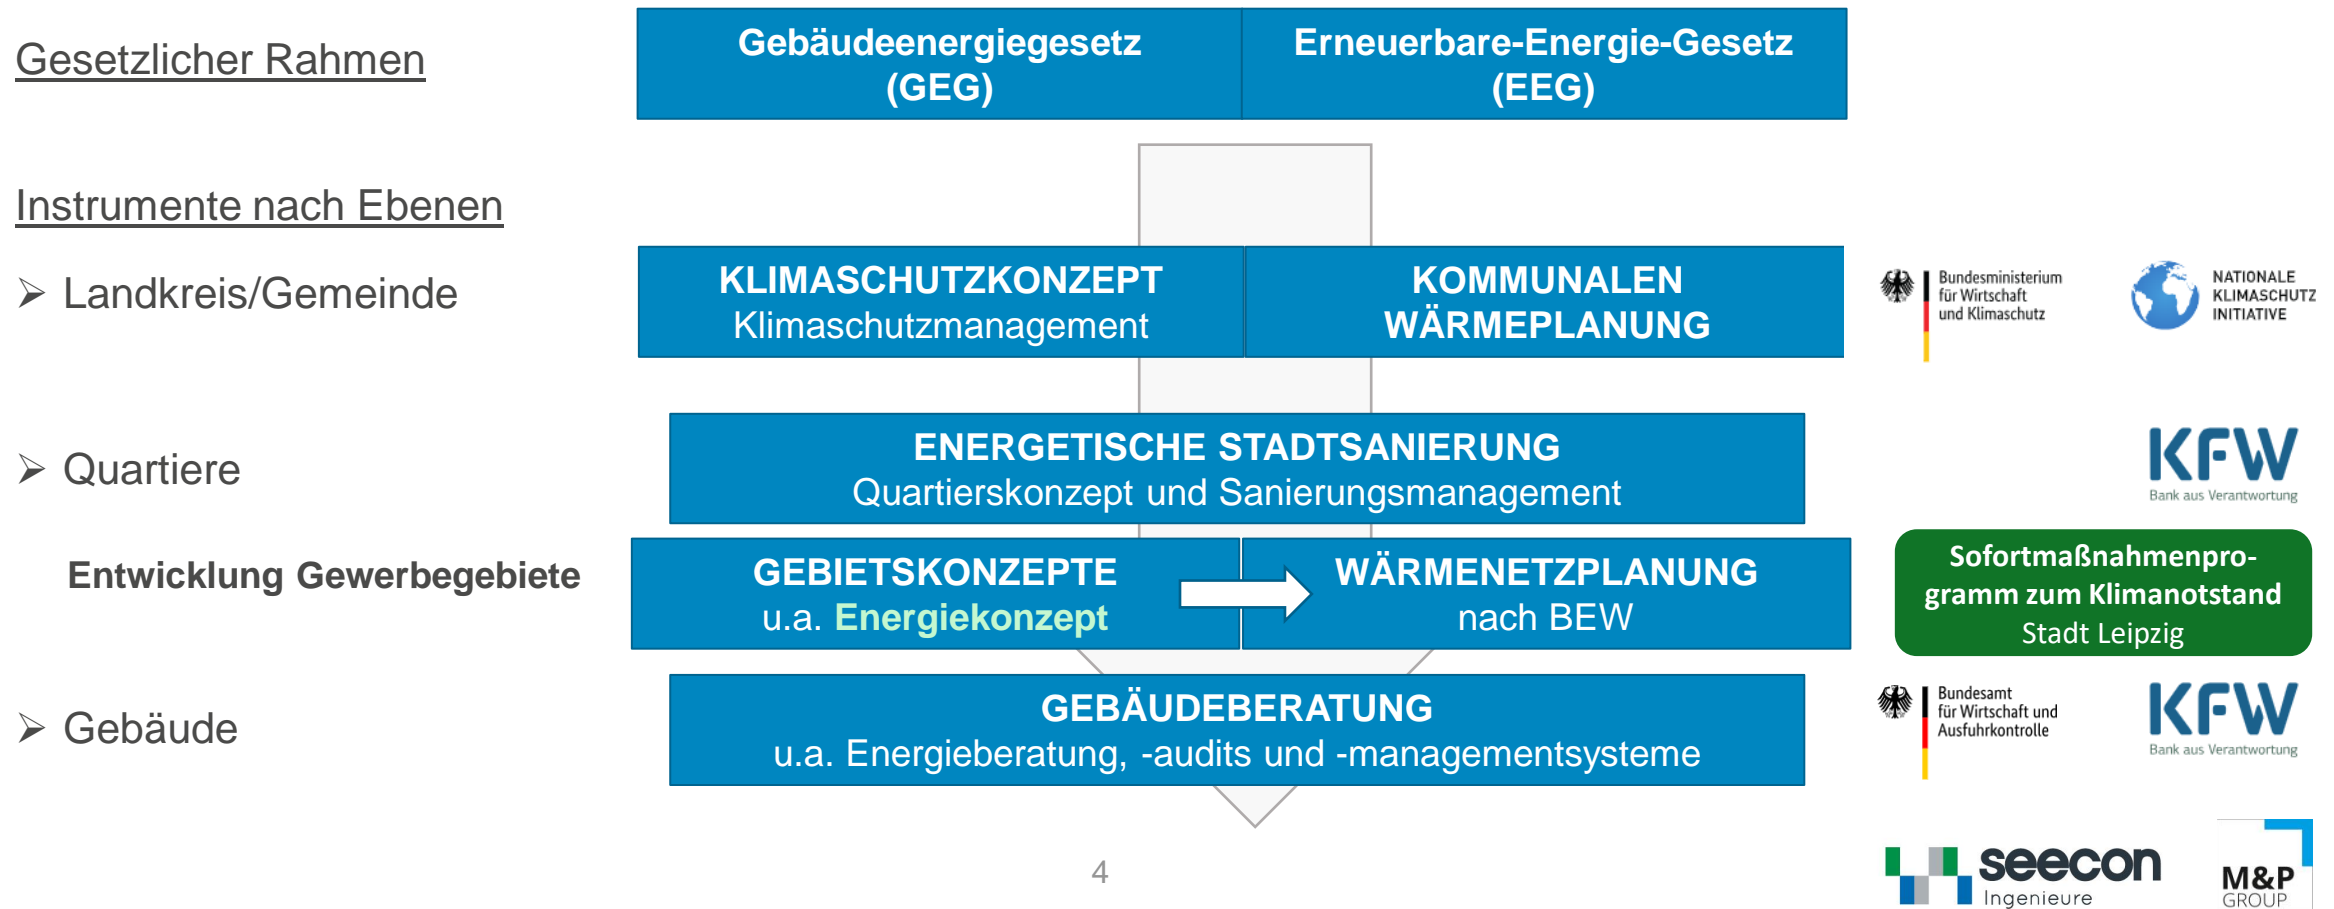 Gesetzlicher Rahmen
Gebäudeenergiegesetz
(GEG)
Erneuerbare-Energie-Gesetz
(EEG)
Instrumente nach Ebenen
Landkreis/Gemeinde
KLIMASCHUTZKONZEPT
Klimaschutzmanagement
KOMMUNALEN
WÄRMEPLANUNG
Bundesministerium
für Wirtschaft
und Klimaschutz
NATIONALE
KLIMASCHUTZ
INITIATIVE
Quartiere
ENERGETISCHE STADTSANIERUNG
Quartierskonzept und Sanierungsmanagement
KFW
Bank aus Verantwortung
Entwicklung Gewerbegebiete
GEBIETSKONZEPTE
u.a. Energiekonzept
WÄRMENETZPLANUNG
nach BEW
Sofortmaßnahmenpro-
gramm zum Klimanotstand
Stadt Leipzig
Gebäude
GEBÄUDEBERATUNG
u.a. Energieberatung, -audits und -managementsysteme
Bundesamt
für Wirtschaft und
Ausfuhrkontrolle
KFW
Bank aus Verantwortung
4
seecon
Ingenieure
M&P
GROUP